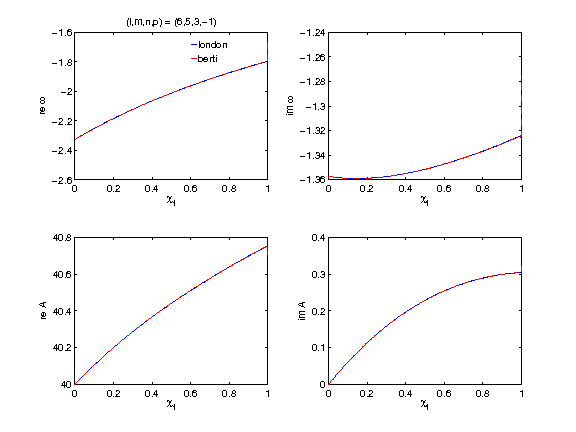 (l,m,n,p) = (6,5,3,−1)
london
berti
−1.6
−1.8
−2
−2.2
−2.4
−2.6
re ω
0 0.2 0.4 0.6 0.8 1
χf
−1.24
−1.26
−1.28
−1.3
−1.32
−1.34
−1.36
im ω
0 0.2 0.4 0.6 0.8 1
χf
40.8
40.6
40.4
40.2
40
re A
0 0.2 0.4 0.6 0.8 1
χf
0.4
0.3
0.2
0.1
0
im A
0 0.2 0.4 0.6 0.8 1
χf